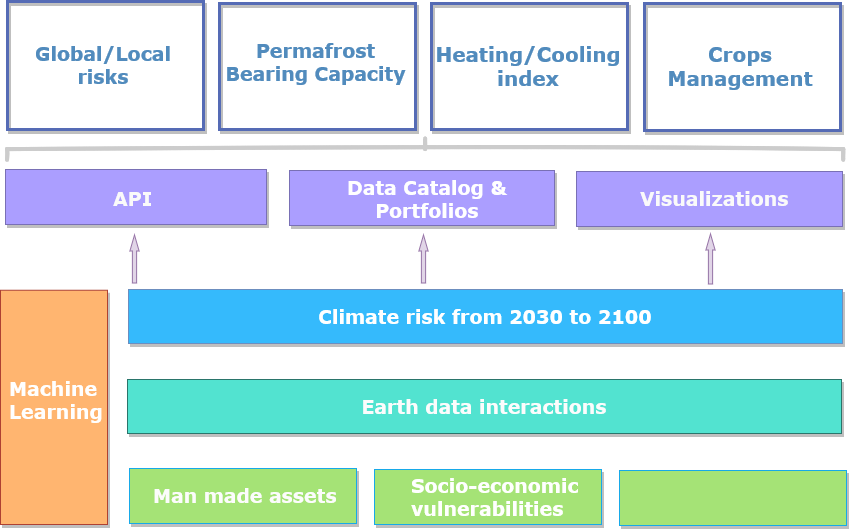 Global/Local
risks
Permafrost
Bearing Capacity
Heating/Cooling
index
Crops
Management
API
Data Catalog &
Portfolios
Visualizations
Climate risk from 2030 to 2100
Machine
Learning
Earth data interactions
Man made assets
Socio-economic
vulnerabilities